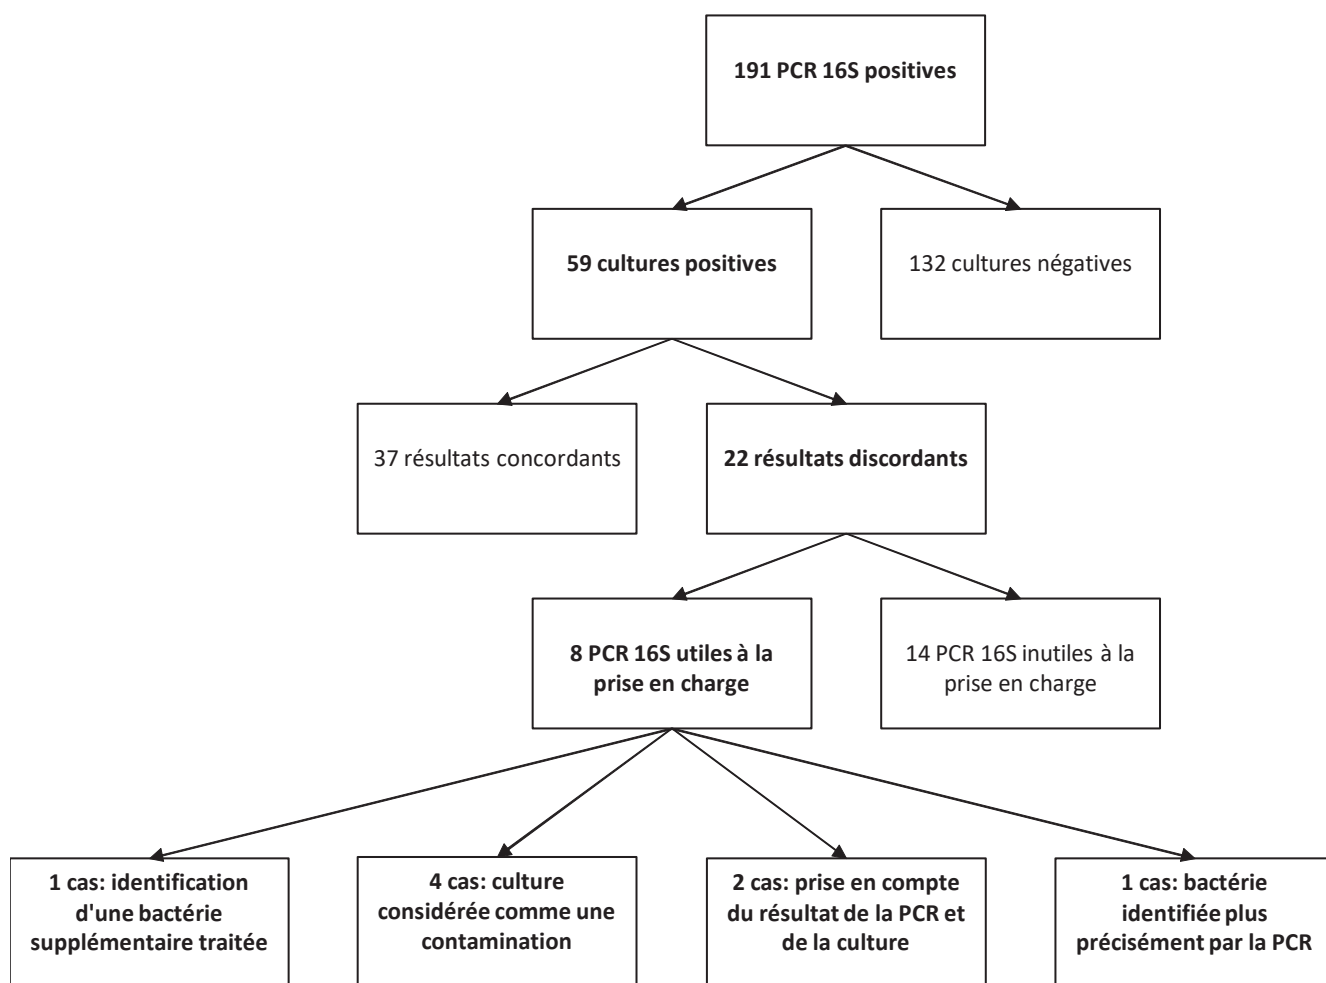 191 PCR 16S positives
59 cultures positives
132 cultures négatives
37 résultats concordants
22 résultats discordants
8 PCR 16S utiles à la
prise en charge
14 PCR 16S inutiles à la
prise en charge
1 cas: identification
d'une bactérie
supplémentaire traitée
4 cas: culture
considérée comme une
contamination
2 cas: prise en compte
du résultat de la PCR et
de la culture
1 cas: bactérie
identifiée plus
précisément par la PCR